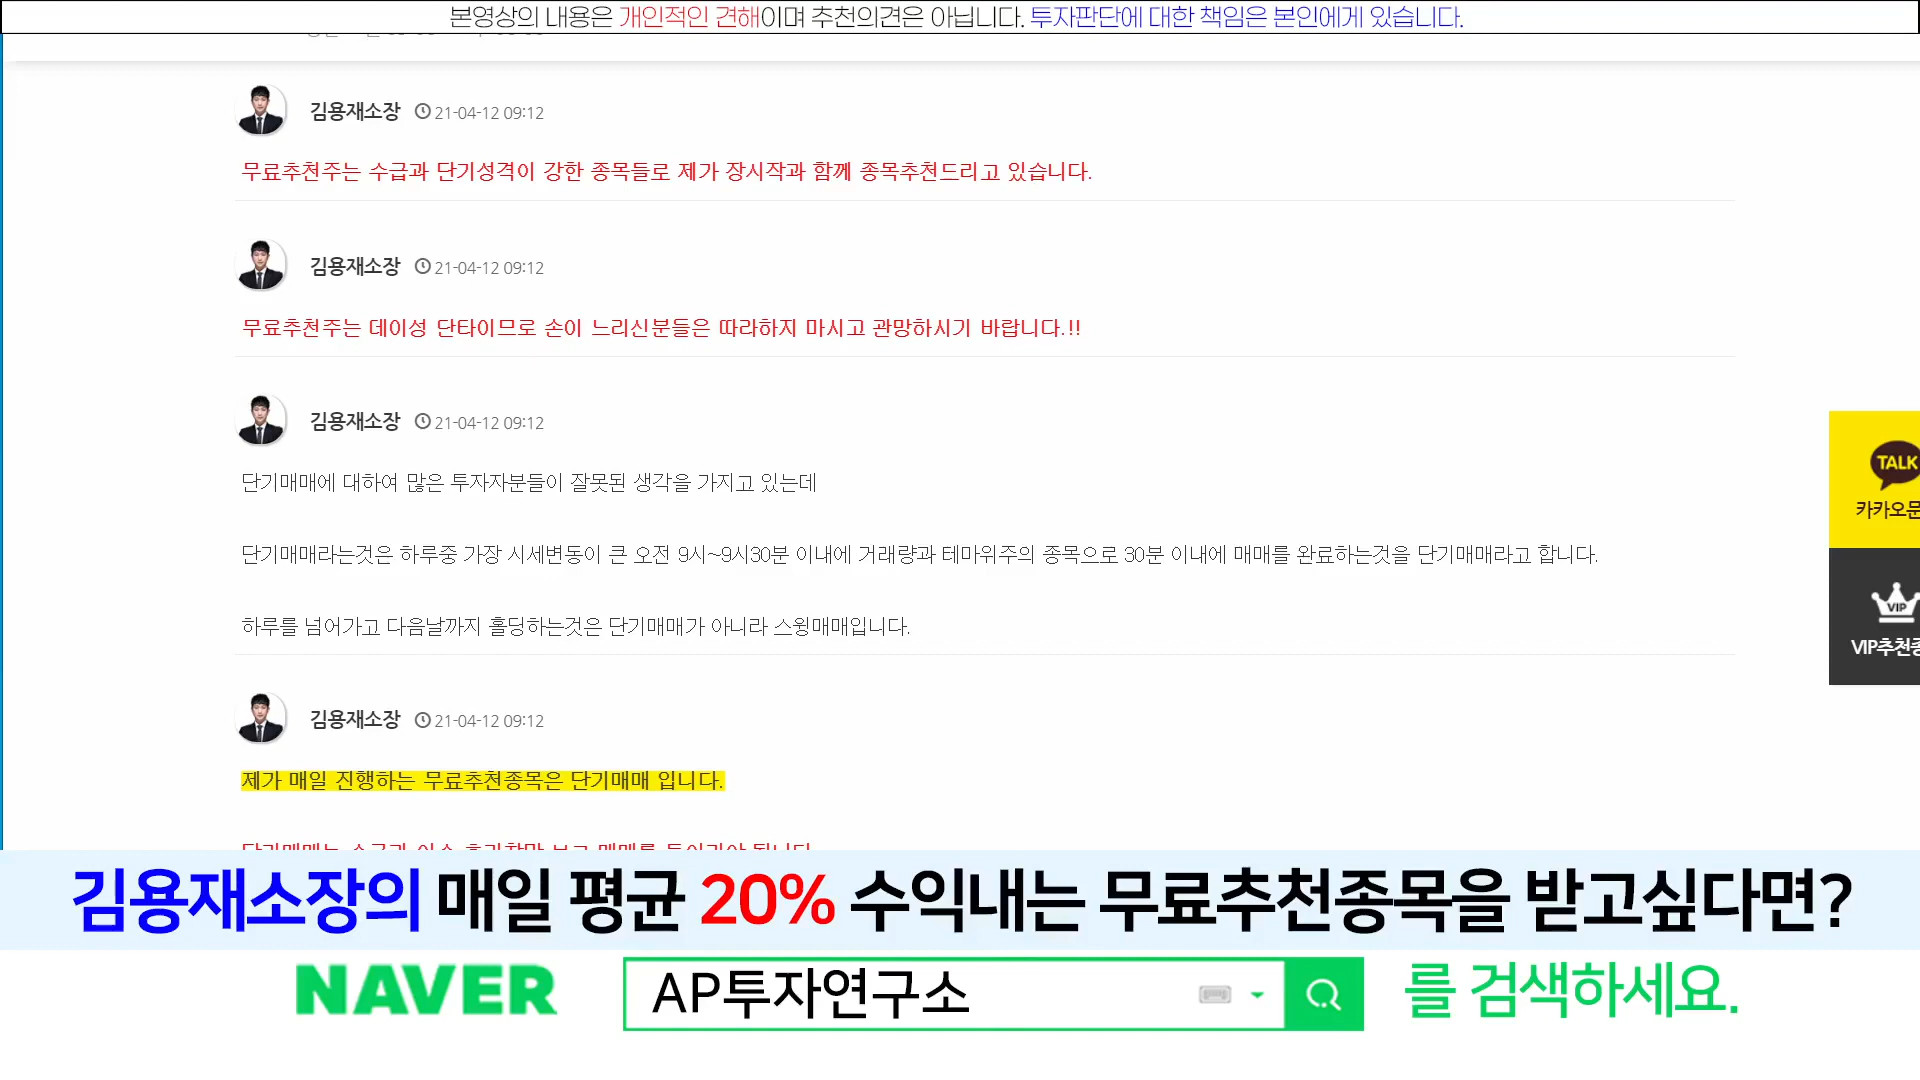 본영상의 내용은 개인적인 견해이며 추천의견은 아닙니다. 투자판단에 대한 책임은 본인에게 있습니다.
김용재소장 21-04-12 09:12
무료추천주는 수급과 단기성격이 강한 종목들로 제가 장시작과 함께 종목추천드리고 있습니다.
김용재소장 21-04-12 09:12
무료추천주는 데이성 단타이므로 손이 느리신분들은 따라하지 마시고 관망하시기 바랍니다.!!
김용재소장 21-04-12 09:12
단기매매에 대하여 많은 투자자분들이 잘못된 생각을 가지고 있는데
단기매매라는것은 하루중 가장 시세변동이 큰 오전 9시~9시30분 이내에 거래량과 테마위주의 종목으로 30분 이내에 매매를 완료하는것을 단기매매라고 합니다.
하루를 넘어가고 다음날까지 홀딩하는것은 단기매매가 아니라 스윙매매입니다.
TALK
카카오문
VIP
VIP추천종
김용재소장 21-04-12 09:12
제가 매일 진행하는 무료추천종목은 단기매매 입니다.
김용재소장의 매일 평균 20% 수익내는 무료추천종목을 받고싶다면?
NAVER AP투자연구소 를 검색하세요.